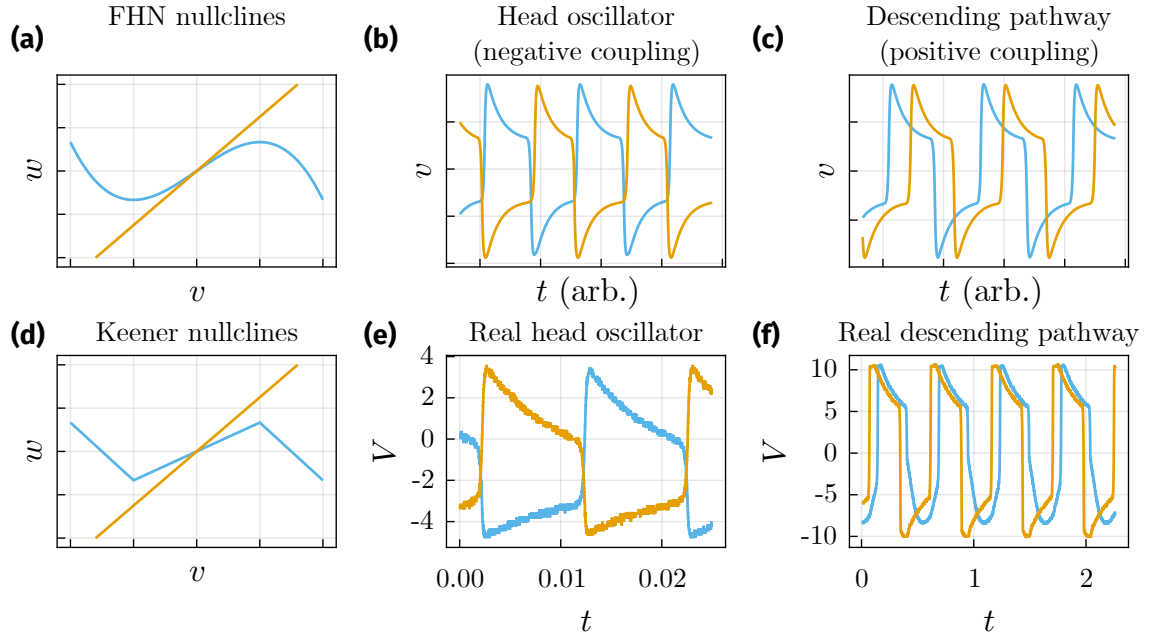 (a)
FHN nullclines
w
v
(b)
Head oscillator
(negative coupling)
v
t (arb.)
(c)
Descending pathway
(positive coupling)
v
t (arb.)
(d)
Keener nullclines
w
v
(e)
Real head oscillator
V
4
2
0
-2
-4
0.00 0.01 0.02
t
(f)
Real descending pathway
V
10
5
0
-5
-10
0 1 2
t